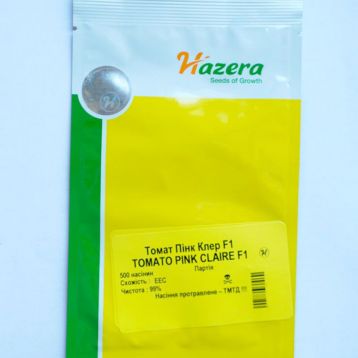 Hazera
Seeds of Growth
Томат Пінк Клер F1
TOMATO PINK CLAIRE F1
Партія
500 насінин
Схожість : ЕЕС
Чистота : 99%
Насіння протравлене – ТМТД !!!